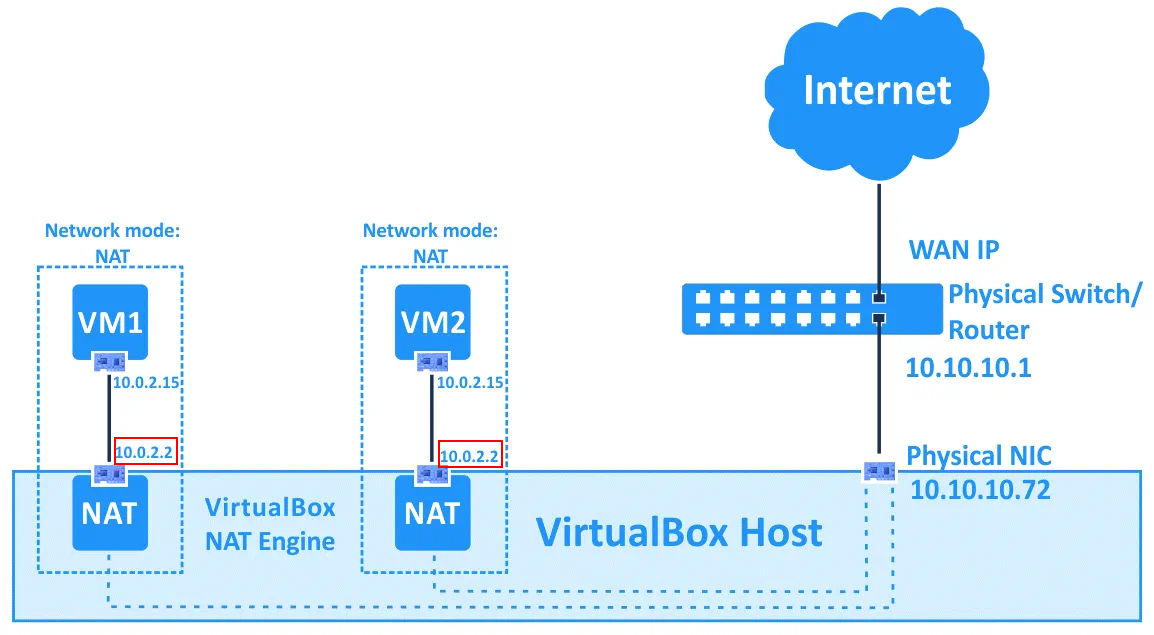 Internet
WAN IP
Physical Switch/
Router
10.10.10.1
Network mode:
NAT
VM1
10.0.2.15
10.0.2.2
NAT
Network mode:
NAT
VM2
10.0.2.15
10.0.2.2
NAT
VirtualBox
NAT Engine
VirtualBox Host
Physical NIC
10.10.10.72